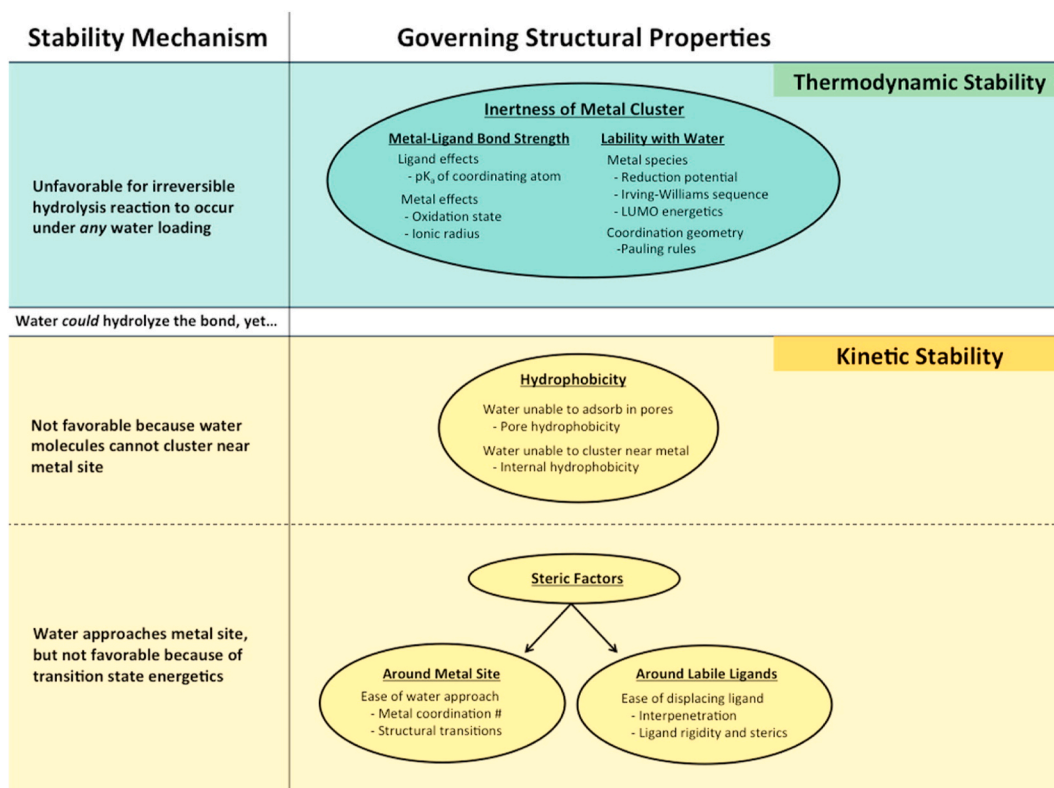 Stability Mechanism
Governing Structural Properties
Thermodynamic Stability
Unfavorable for irreversible
hydrolysis reaction to occur
under any water loading
Inertness of Metal Cluster
Metal-Ligand Bond Strength
Ligand effects
- pKa of coordinating atom
Metal effects
- Oxidation state
- Ionic radius
Lability with Water
Metal species
- Reduction potential
- Irving-Williams sequence
- LUMO energetics
Coordination geometry
-Pauling rules
Water could hydrolyze the bond, yet...
Kinetic Stability
Not favorable because water
molecules cannot cluster near
metal site
Hydrophobicity
Water unable to adsorb in pores
- Pore hydrophobicity
Water unable to cluster near metal
- Internal hydrophobicity
Water approaches metal site,
but not favorable because of
transition state energetics
Steric Factors
Around Metal Site
Ease of water approach
- Metal coordination #
- Structural transitions
Around Labile Ligands
Ease of displacing ligand
- Interpenetration
- Ligand rigidity and sterics